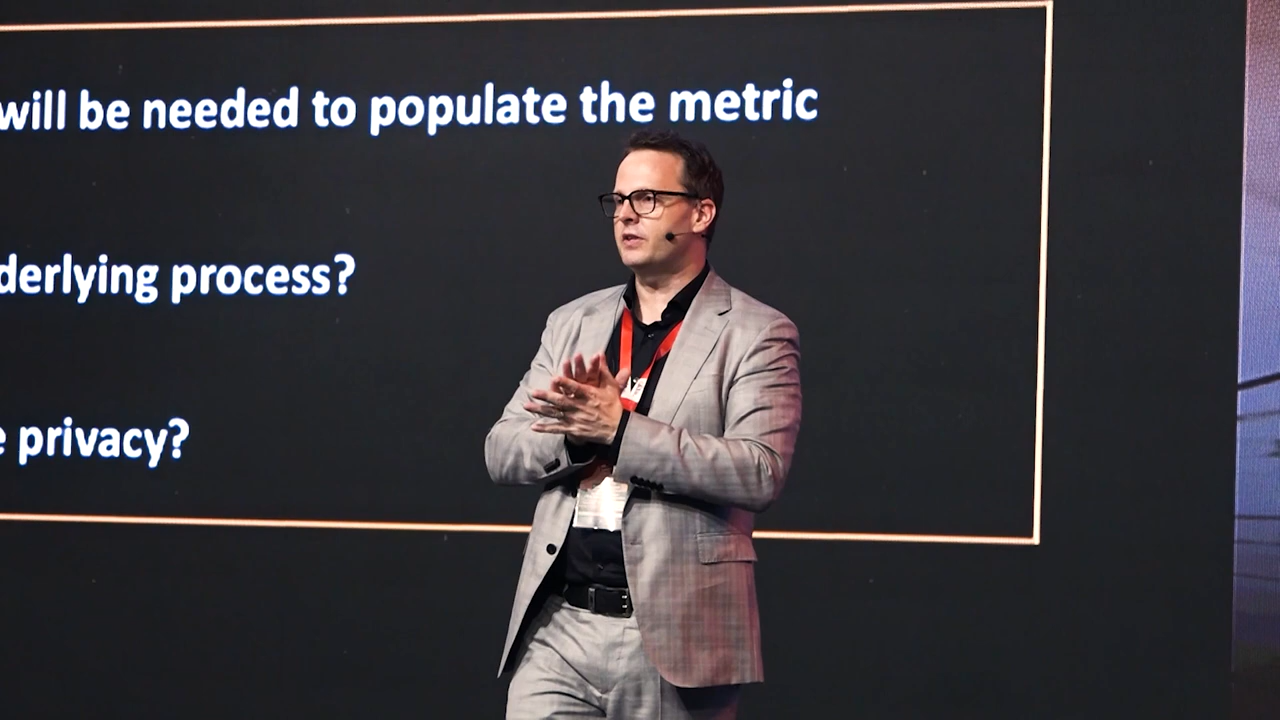 will be needed to populate the metric
derlying process?
e privacy?